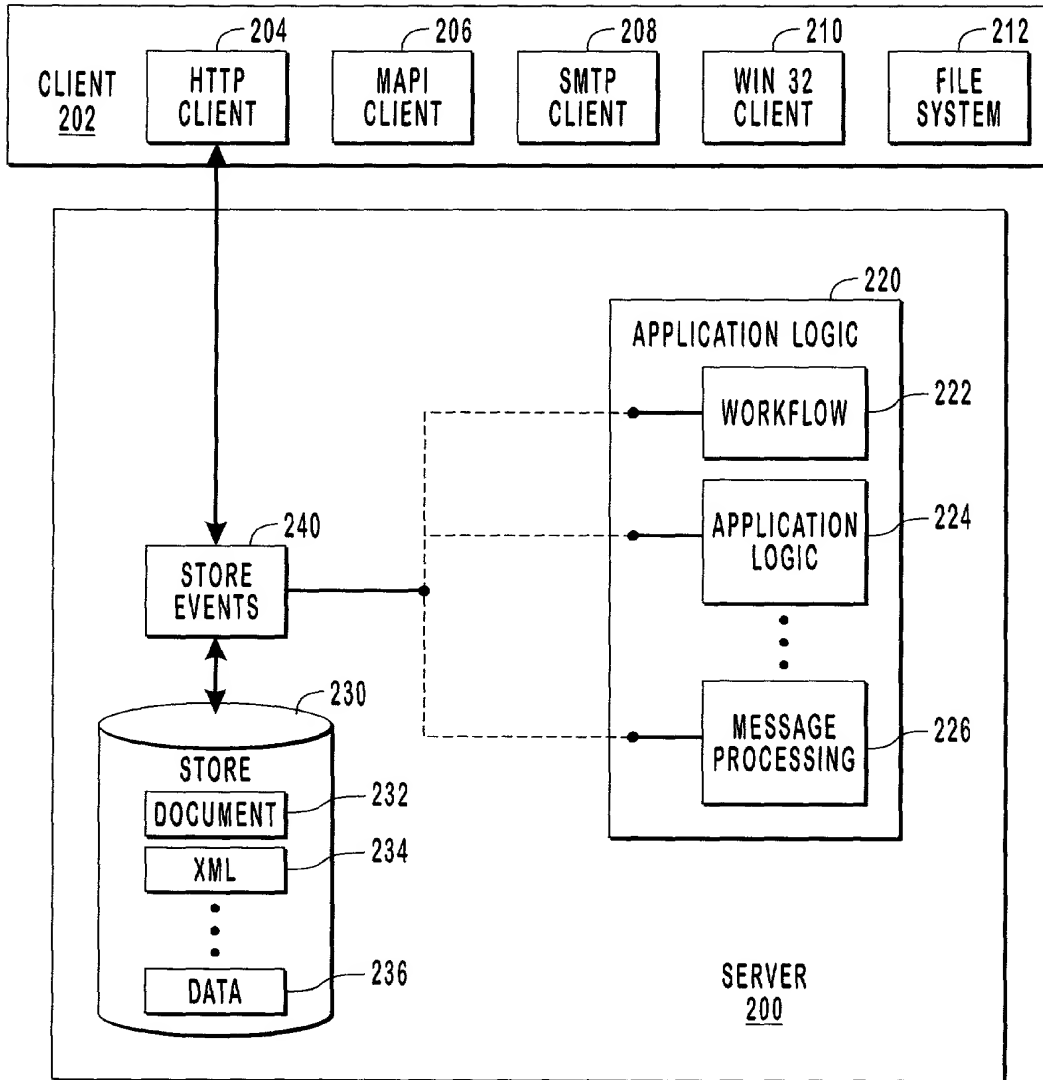 204
206
208
210
212
CLIENT
202
HTTP
CLIENT
MAPI
CLIENT
SMTP
CLIENT
WIN 32
CLIENT
FILE
SYSTEM
220
APPLICATION LOGIC
WORKFLOW
222
APPLICATION
LOGIC
224
240
STORE
EVENTS
MESSAGE
PROCESSING
226
230
STORE
DOCUMENT
232
XML
234
DATA
236
SERVER
200